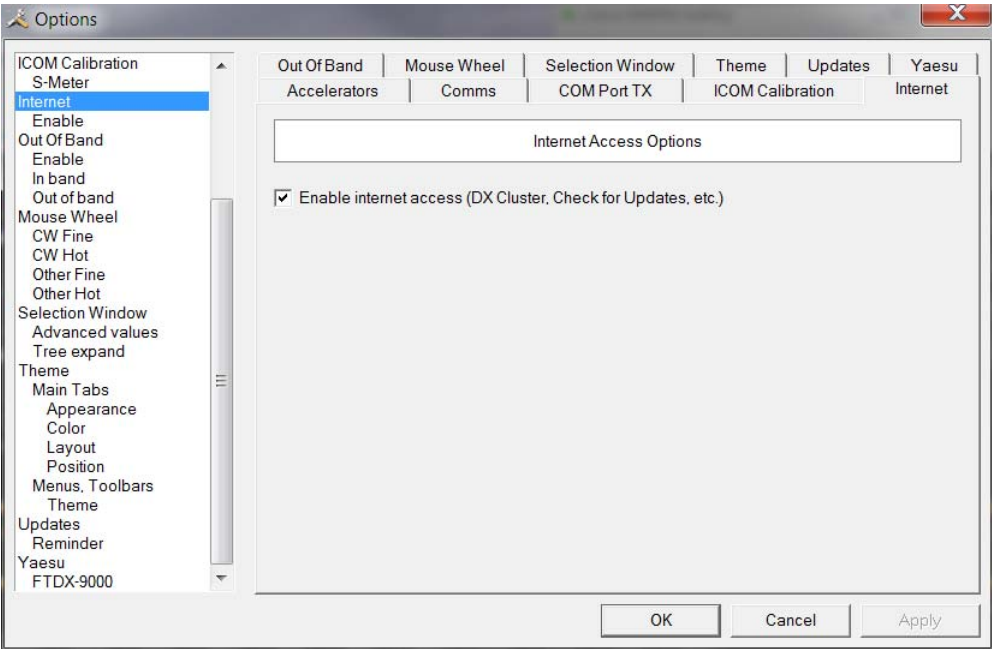 Options
ICOM Calibration
S-Meter
Internet
Enable
Out Of Band
Enable
In band
Out of band
Mouse Wheel
CW Fine
CW Hot
Other Fine
Other Hot
Selection Window
Advanced values
Tree expand
Theme
Main Tabs
Appearance
Color
Layout
Position
Menus, Toolbars
Theme
Updates
Reminder
Yaesu
FTDX-9000
Out Of Band Mouse Wheel Selection Window Theme Updates Yaesu
Accelerators Comms COM Port TX ICOM Calibration Internet
Internet Access Options
Enable internet access (DX Cluster, Check for Updates, etc.)
OK Cancel Apply